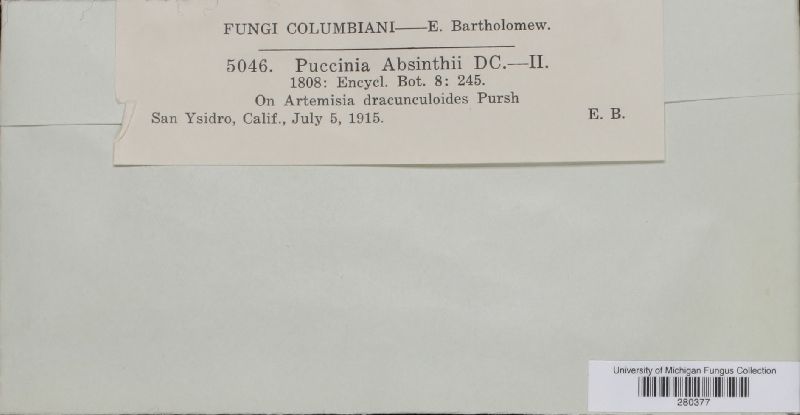 FUNGI COLUMBIANI—E. Bartholomew.
5046. Puccinia Absinthii DC.—II.
1808: Encycl. Bot. 8: 245.
On Artemisia dracunculoides Pursh
San Ysidro, Calif., July 5, 1915. E. B.
University of Michigan Fungus Collection
260377